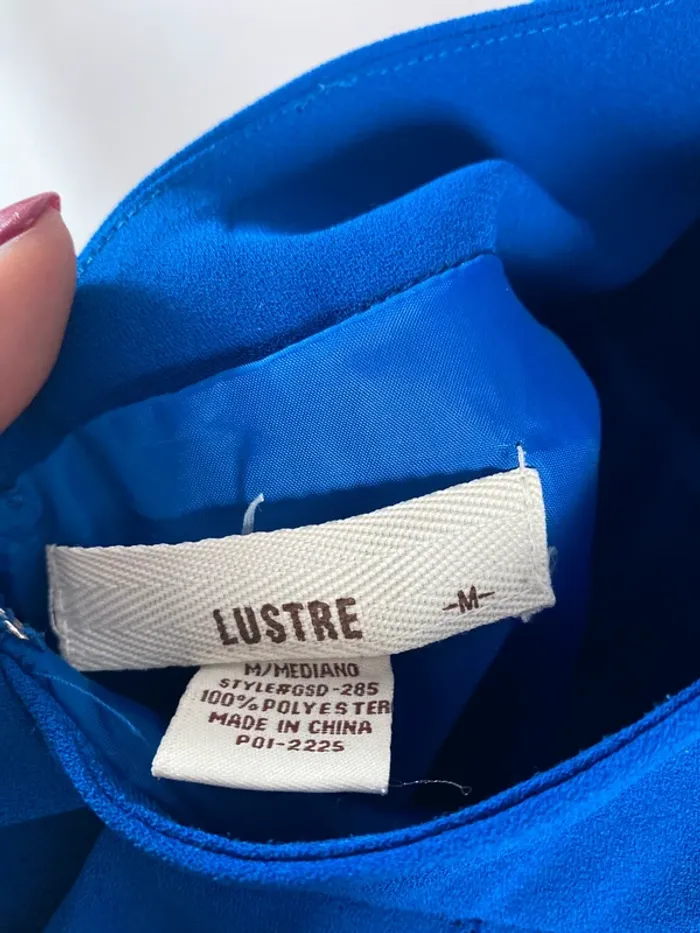 LUSTRE
-M-
M/MEDIANO
STYLE#GSD-285
100% POLYESTER
MADE IN CHINA
P01-2225